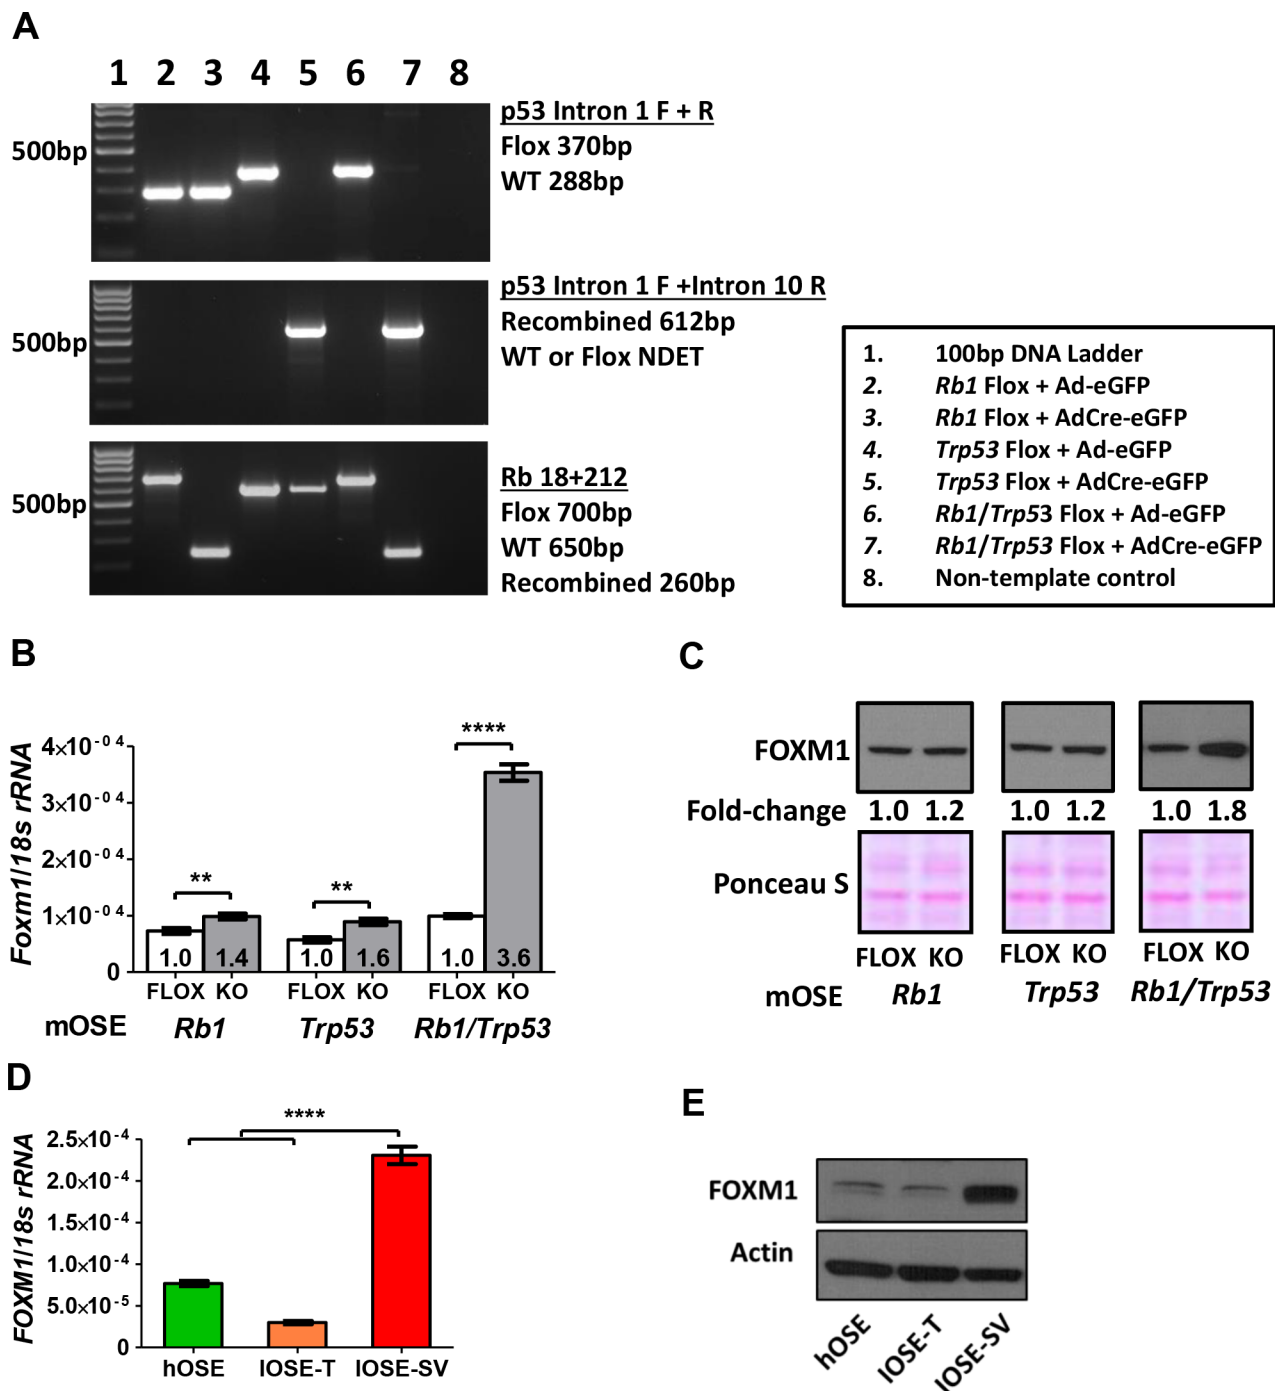 A
1 2 3 4 5 6 7 8
500bp
p53 Intron 1 F + R
Flox 370bp
WT 288bp
500bp
p53 Intron 1 F +Intron 10 R
Recombined 612bp
WT or Flox NDET
500bp
Rb 18+212
Flox 700bp
WT 650bp
Recombined 260bp
1. 100bp DNA Ladder
2. Rb1 Flox + Ad-eGFP
3. Rb1 Flox + AdCre-eGFP
4. Trp53 Flox + Ad-eGFP
5. Trp53 Flox + AdCre-eGFP
6. Rb1/Trp53 Flox + Ad-eGFP
7. Rb1/Trp53 Flox + AdCre-eGFP
8. Non-template control
B
Foxm1/18s rRNA
4×10⁻⁰⁴
3×10⁻⁰⁴
2×10⁻⁰⁴
1×10⁻⁰⁴
0
** ** ****
1.0 1.4 1.0 1.6 1.0 3.6
FLOX KO FLOX KO FLOX KO
mOSE Rb1 Trp53 Rb1/Trp53
C
FOXM1
Fold-change 1.0 1.2 1.0 1.2 1.0 1.8
Ponceau S
FLOX KO FLOX KO FLOX KO
mOSE Rb1 Trp53 Rb1/Trp53
D
FOXM1/18s rRNA
****
2.5×10⁻⁴
2.0×10⁻⁴
1.5×10⁻⁴
1.0×10⁻⁴
5.0×10⁻⁵
0
hOSE IOSE-T IOSE-SV
E
FOXM1
Actin
hOSE IOSE-T IOSE-SV